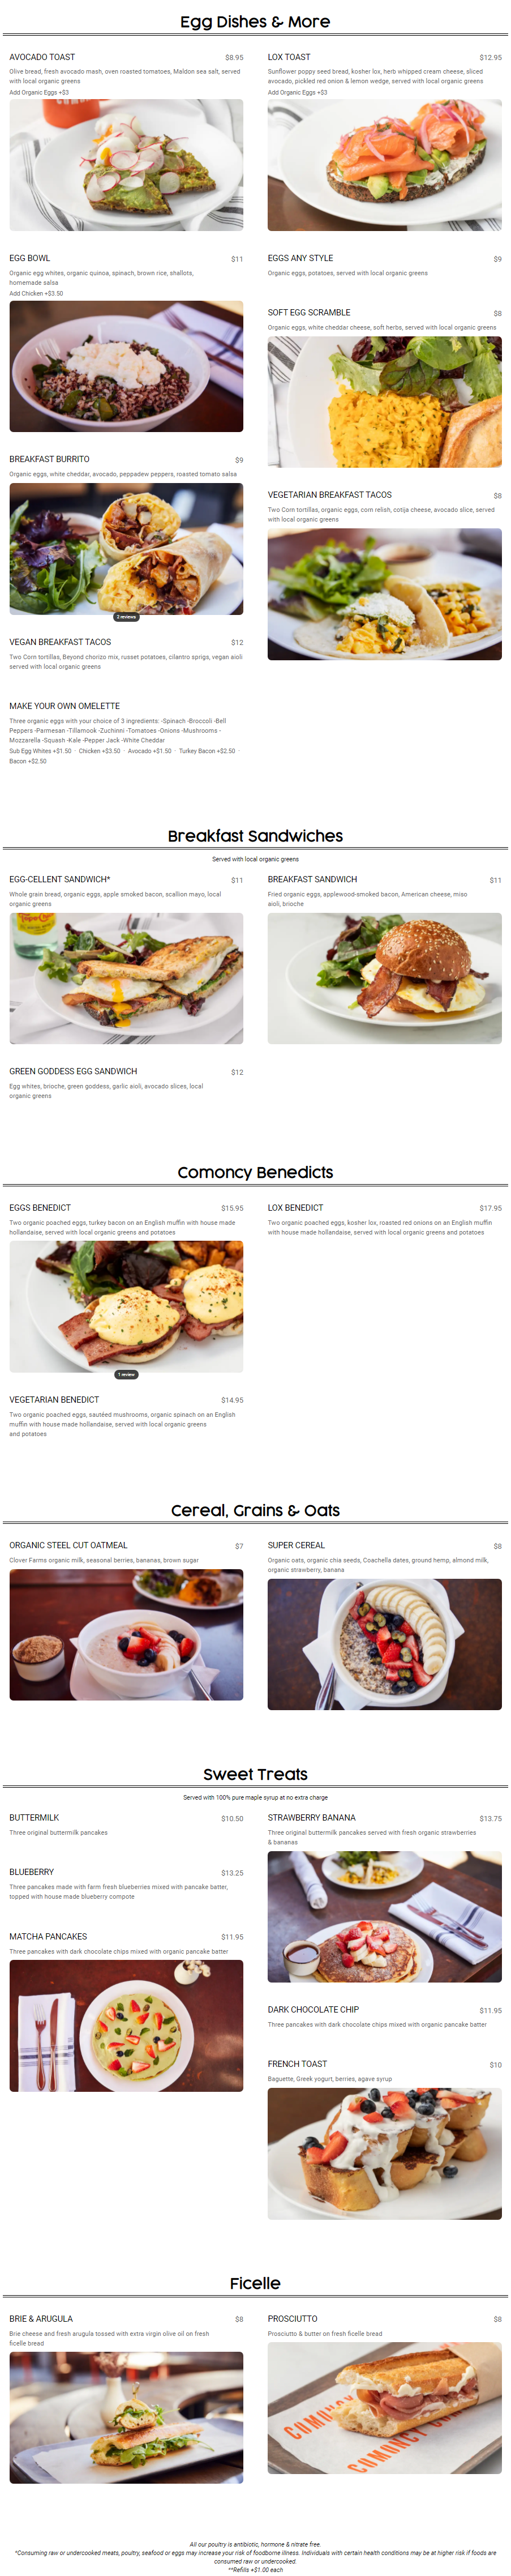 Egg Dishes & More
AVOCADO TOAST $8.95
Olive bread, fresh avocado mash, oven roasted tomatoes, Maldon sea salt, served
with local organic greens
Add Organic Eggs +$3
LOX TOAST $12.95
Sunflower poppy seed bread, kosher lox, herb whipped cream cheese, sliced
avocado, pickled red onion & lemon wedge, served with local organic greens
Add Organic Eggs +$3
EGG BOWL $11
Organic egg whites, organic quinoa, spinach, brown rice, shallots,
homemade salsa
Add Chicken +$3.50
EGGS ANY STYLE $9
Organic eggs, potatoes, served with local organic greens
SOFT EGG SCRAMBLE $8
Organic eggs, white cheddar cheese, soft herbs, served with local organic greens
BREAKFAST BURRITO $9
Organic eggs, white cheddar, avocado, peppadew peppers, roasted tomato salsa
2 reviews
VEGETARIAN BREAKFAST TACOS $8
Two Corn tortillas, organic eggs, corn relish, cotija cheese, avocado slice, served
with local organic greens
VEGAN BREAKFAST TACOS $12
Two Corn tortillas, Beyond chorizo mix, russet potatoes, cilantro sprigs, vegan aioli
served with local organic greens
MAKE YOUR OWN OMELETTE
Three organic eggs with your choice of 3 ingredients: -Spinach -Broccoli -Bell
Peppers -Parmesan -Tillamook -Zuchinni -Tomatoes -Onions -Mushrooms -
Mozzarella -Squash -Kale -Pepper Jack -White Cheddar
Sub Egg Whites +$1.50 · Chicken +$3.50 · Avocado +$1.50 · Turkey Bacon +$2.50 ·
Bacon +$2.50
Breakfast Sandwiches
Served with local organic greens
EGG-CELLENT SANDWICH* $11
Whole grain bread, organic eggs, apple smoked bacon, scallion mayo, local
organic greens
BREAKFAST SANDWICH $11
Fried organic eggs, applewood-smoked bacon, American cheese, miso
aioli, brioche
GREEN GODDESS EGG SANDWICH $12
Egg whites, brioche, green goddess, garlic aioli, avocado slices, local
organic greens
Comoncy Benedicts
EGGS BENEDICT $15.95
Two organic poached eggs, turkey bacon on an English muffin with house made
hollandaise, served with local organic greens and potatoes
1 review
LOX BENEDICT $17.95
Two organic poached eggs, kosher lox, roasted red onions on an English muffin
with house made hollandaise, served with local organic greens and potatoes
VEGETARIAN BENEDICT $14.95
Two organic poached eggs, sautéed mushrooms, organic spinach on an English
muffin with house made hollandaise, served with local organic greens
and potatoes
Cereal, Grains & Oats
ORGANIC STEEL CUT OATMEAL $7
Clover Farms organic milk, seasonal berries, bananas, brown sugar
SUPER CEREAL $8
Organic oats, organic chia seeds, Coachella dates, ground hemp, almond milk,
organic strawberry, banana
Sweet Treats
Served with 100% pure maple syrup at no extra charge
BUTTERMILK $10.50
Three original buttermilk pancakes
STRAWBERRY BANANA $13.75
Three original buttermilk pancakes served with fresh organic strawberries
& bananas
BLUEBERRY $13.25
Three pancakes made with farm fresh blueberries mixed with pancake batter,
topped with house made blueberry compote
MATCHA PANCAKES $11.95
Three pancakes with dark chocolate chips mixed with organic pancake batter
DARK CHOCOLATE CHIP $11.95
Three pancakes with dark chocolate chips mixed with organic pancake batter
FRENCH TOAST $10
Baguette, Greek yogurt, berries, agave syrup
Ficelle
BRIE & ARUGULA $8
Brie cheese and fresh arugula tossed with extra virgin olive oil on fresh
ficelle bread
PROSCIUTTO $8
Prosciutto & butter on fresh ficelle bread
COMONCY
COMONCY
All our poultry is antibiotic, hormone & nitrate free.
*Consuming raw or undercooked meats, poultry, seafood or eggs may increase your risk of foodborne illness. Individuals with certain health conditions may be at higher risk if foods are
consumed raw or undercooked.
**Refills +$1.00 each